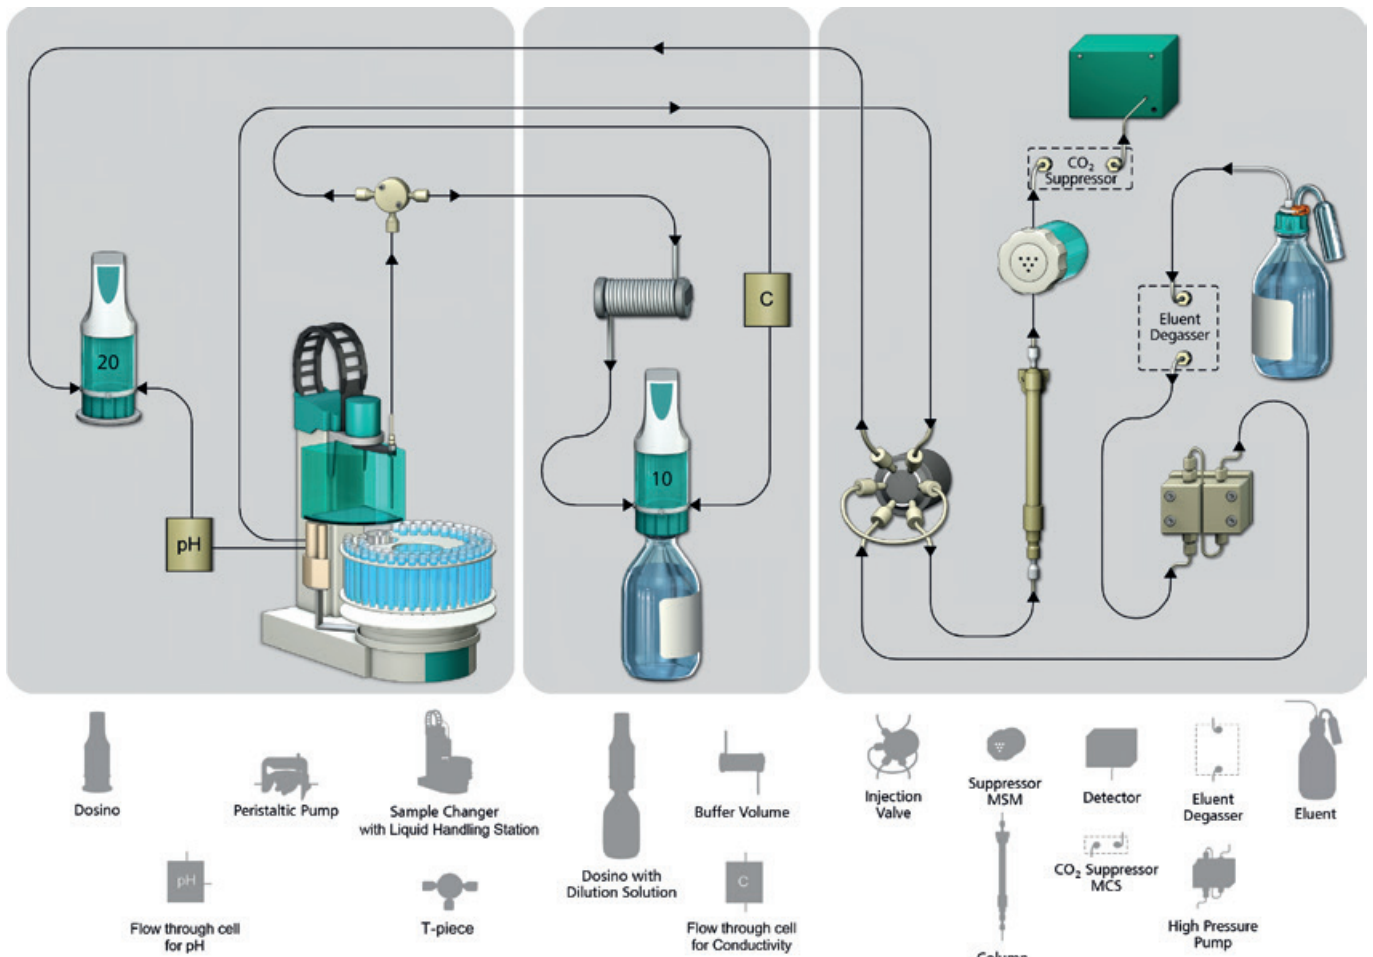 CO2
Suppressor
20
C
Eluent
Degasser
10
pH
Dosino
Peristaltic Pump
Sample Changer
with Liquid Handling Station
Buffer Volume
Injection
Valve
Suppressor
MSM
Detector
Eluent
Degasser
Eluent
pH
Flow through cell
for pH
T-piece
Dosino with
Dilution Solution
C
Flow through cell
for Conductivity
CO2 Suppressor
MCS
High Pressure
Pump
Column